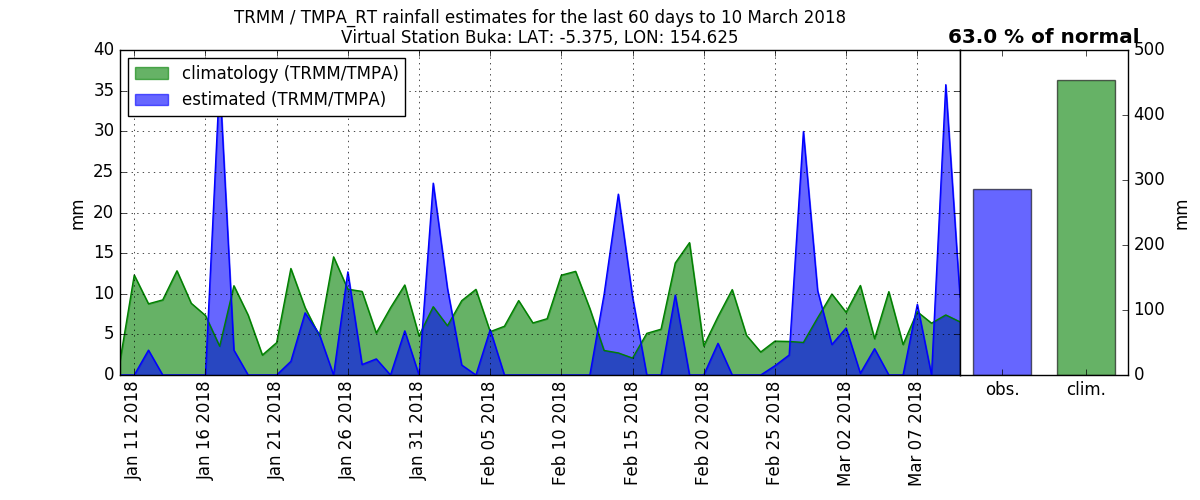 TRMM / TMPA_RT rainfall estimates for the last 60 days to 10 March 2018
Virtual Station Buka: LAT: -5.375, LON: 154.625
63.0 % of normal
climatology (TRMM/TMPA)
estimated (TRMM/TMPA)
40
35
30
25
20
15
10
5
0
mm
Jan 11 2018
Jan 16 2018
Jan 21 2018
Jan 26 2018
Jan 31 2018
Feb 05 2018
Feb 10 2018
Feb 15 2018
Feb 20 2018
Feb 25 2018
Mar 02 2018
Mar 07 2018
obs.
clim.
500
400
300
200
100
0
mm